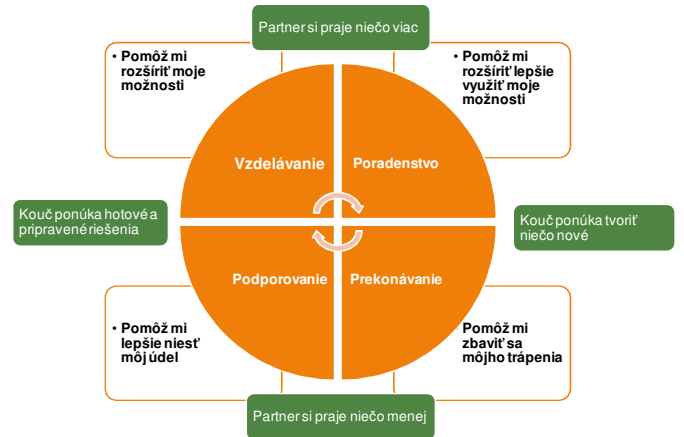 Partner si praje niečo viac
• Pomôž mi
rozšíriť moje
možnosti
• Pomôž mi
rozšíriť lepšie
využiť moje
možnosti
Vzdelávanie
Poradenstvo
Kouč ponúka hotové a
pripravené riešenia
Kouč ponúka tvoriť
niečo nové
Podporovanie
Prekonávanie
• Pomôž mi
lepšie niesť
môj údel
• Pomôž mi
zbaviť sa
môjho trápenia
Partner si praje niečo menej